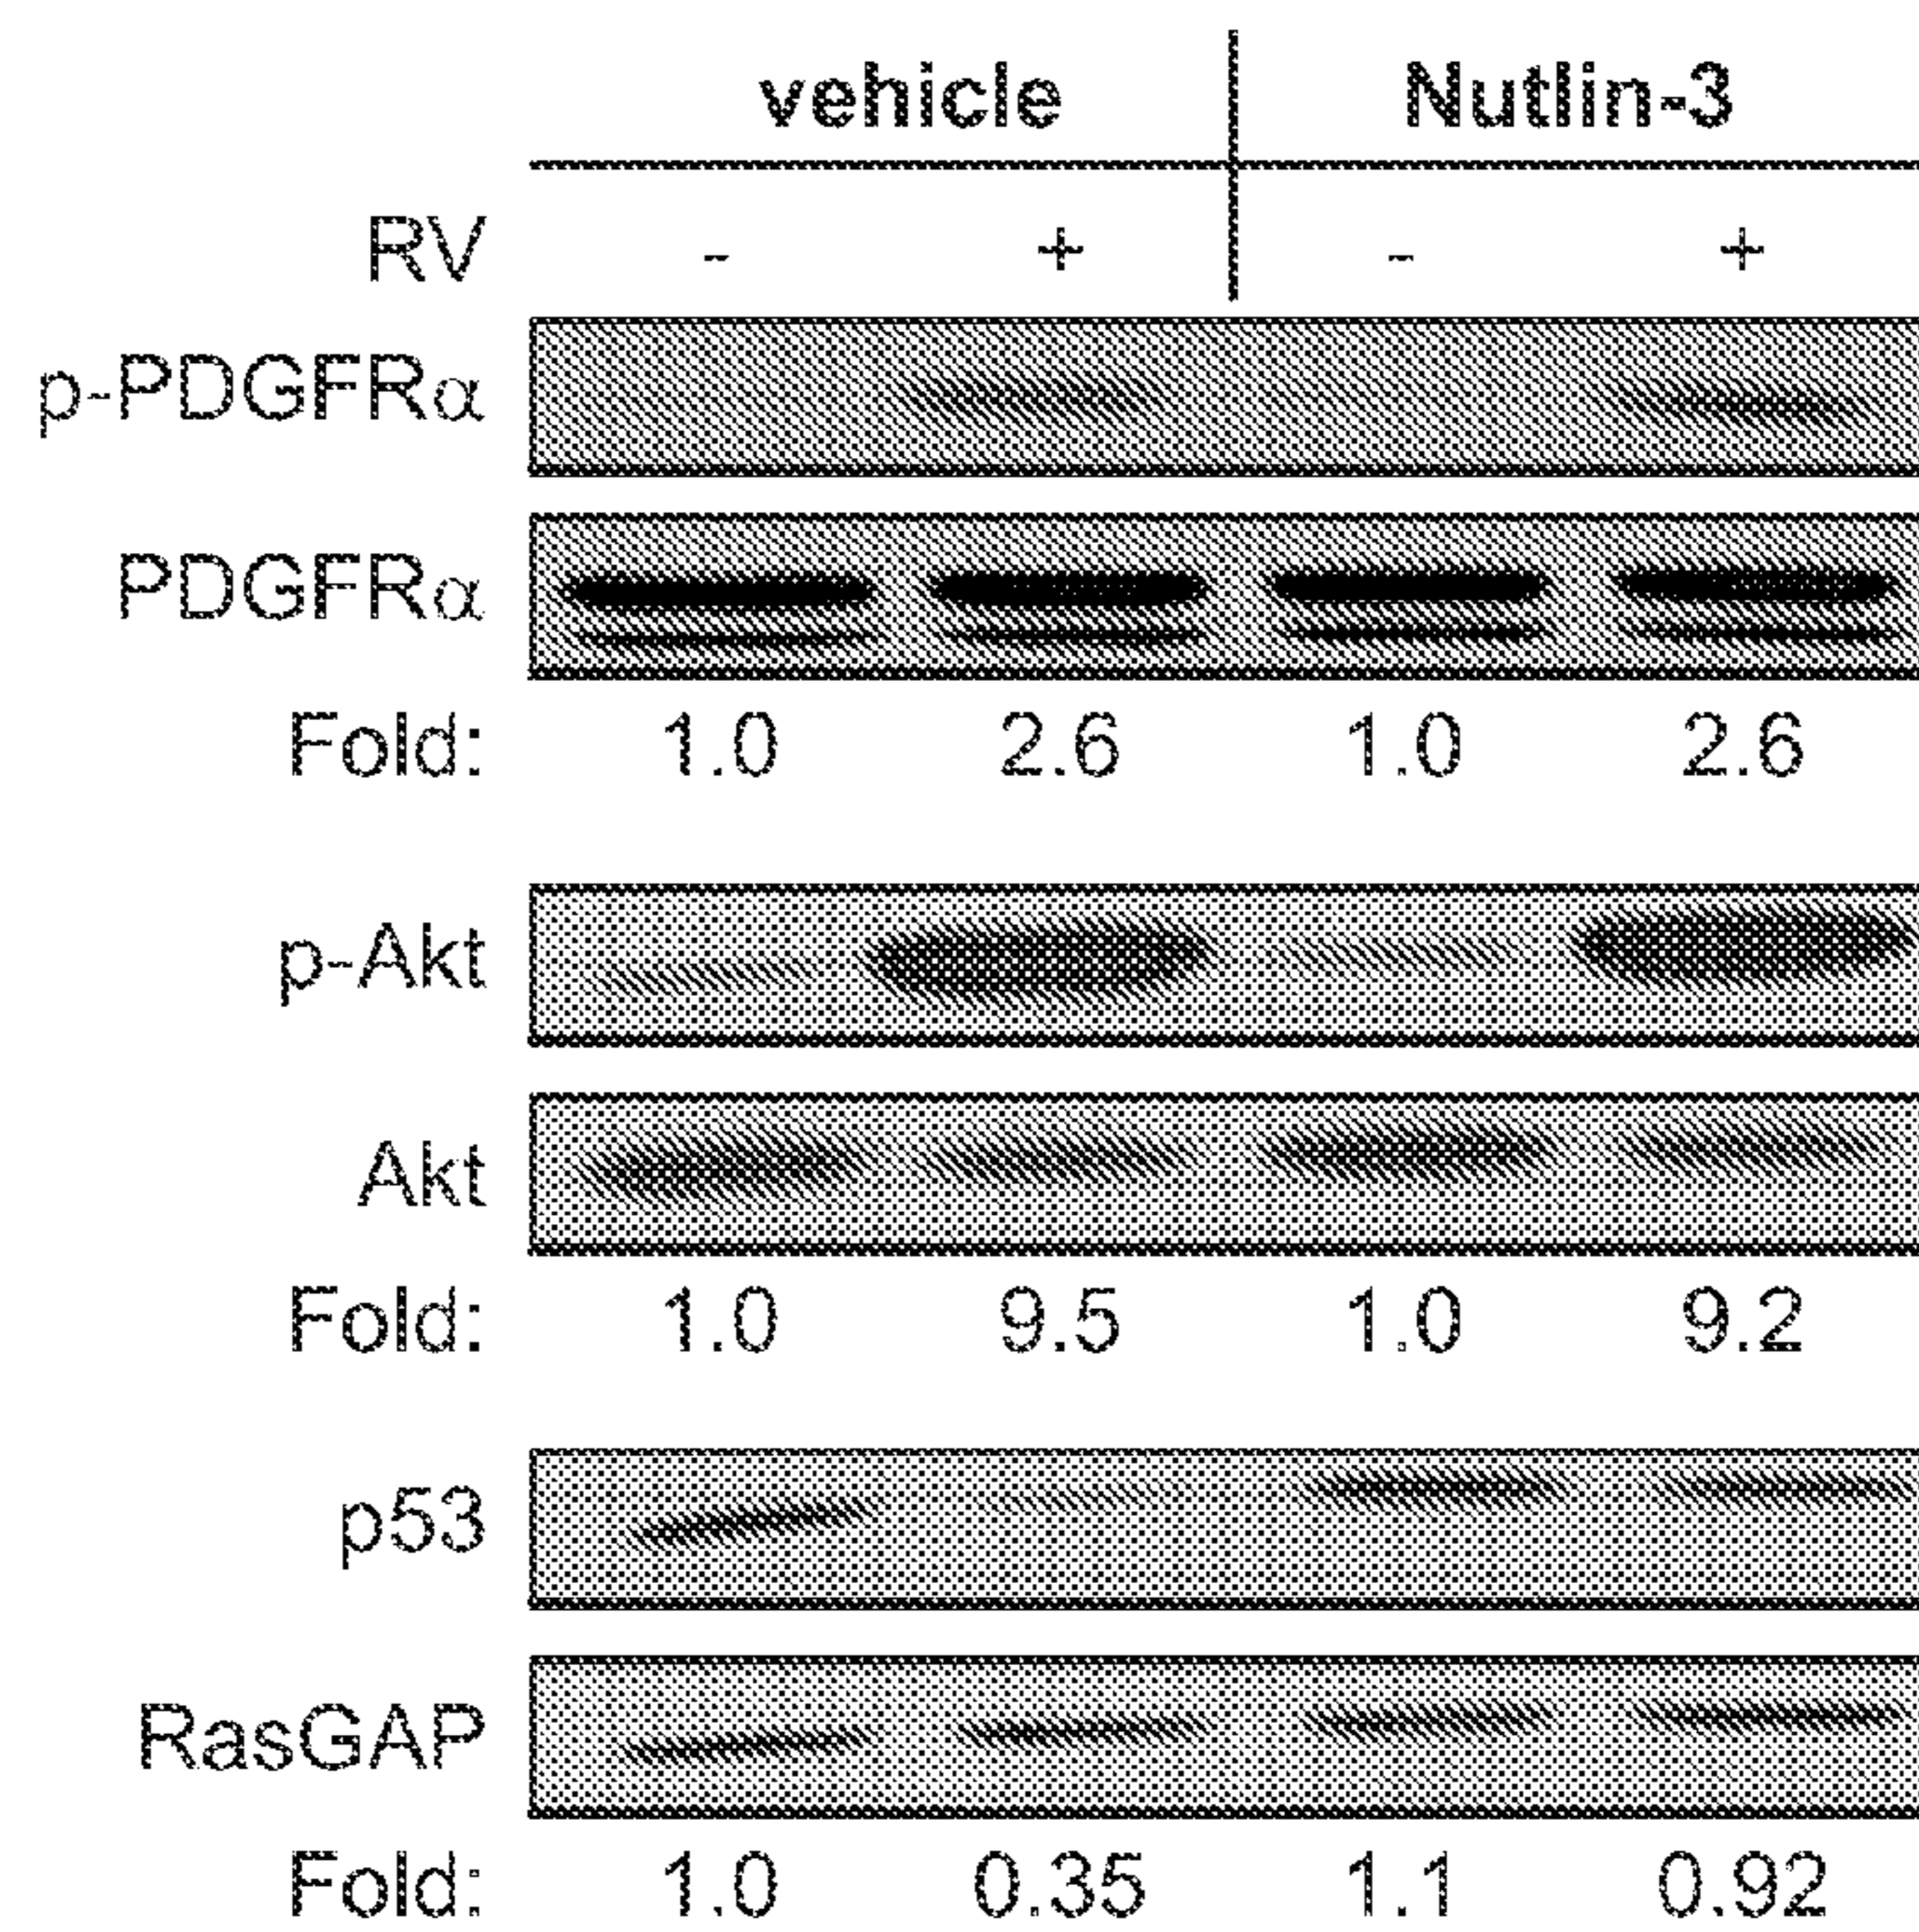 vehicle Nutlin-3
RV - + - +
p-PDGFRα
PDGFRα
Fold: 1.0 2.6 1.0 2.6
p-Akt
Akt
Fold: 1.0 9.5 1.0 9.2
p53
RasGAP
Fold: 1.0 0.35 1.1 0.92